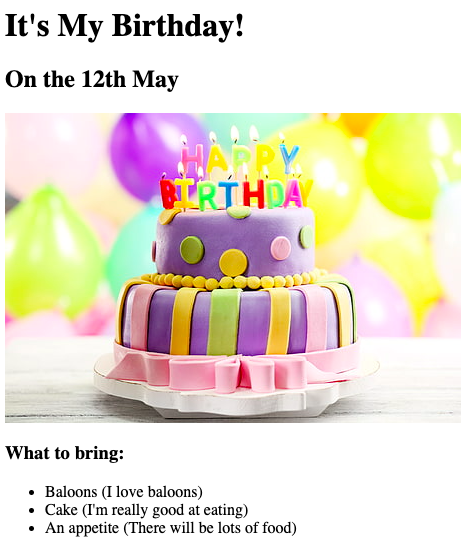 It's My Birthday!
On the 12th May
HAPPY
BIRTHDAY
What to bring:
Baloons (I love baloons)
Cake (I'm really good at eating)
An appetite (There will be lots of food)